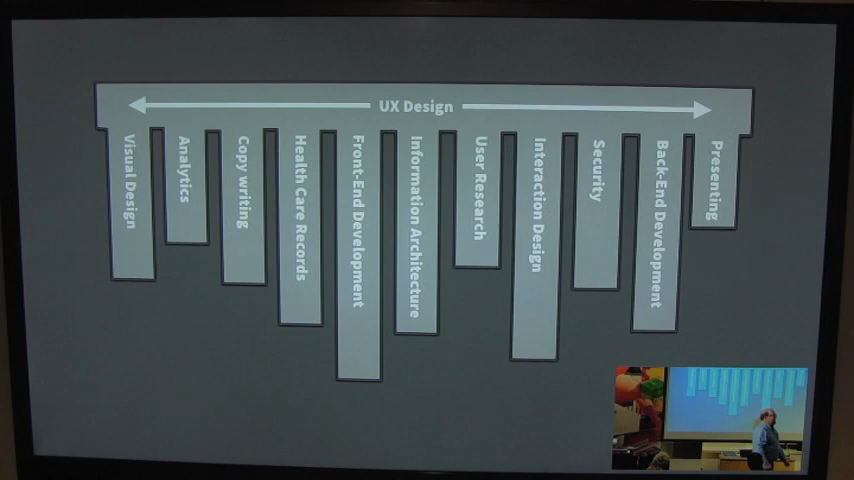 UX Design
Visual Design
Analytics
Copy writing
Health Care Records
Front-End Development
Information Architecture
User Research
Interaction Design
Security
Back-End Development
Presenting